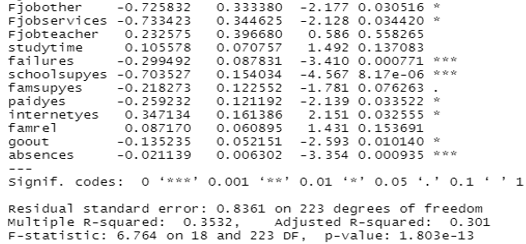 Fjobother -0.725832 0.333380 -2.177 0.030516 *
Fjobservices -0.733423 0.344625 -2.128 0.034420 *
Fjobteacher 0.232575 0.396680 0.586 0.558265
studytime 0.105578 0.070757 1.492 0.137083
failures -0.299492 0.087831 -3.410 0.000771 ***
schoolsupyes -0.703527 0.154034 -4.567 8.17e-06 ***
famsupyes -0.218273 0.122552 -1.781 0.076263 .
paidyes -0.259232 0.121192 -2.139 0.033522 *
internetyes 0.347134 0.161386 2.151 0.032555 *
famrel 0.087170 0.060895 1.431 0.153691
goout -0.135235 0.052151 -2.593 0.010140 *
absences -0.021139 0.006302 -3.354 0.000935 ***
---
Signif. codes: 0 ‘***’ 0.001 ‘**’ 0.01 ‘*’ 0.05 ‘.’ 0.1 ‘ ’ 1
Residual standard error: 0.8361 on 223 degrees of freedom
Multiple R-squared: 0.3532, Adjusted R-squared: 0.301
F-statistic: 6.764 on 18 and 223 DF, p-value: 1.803e-13